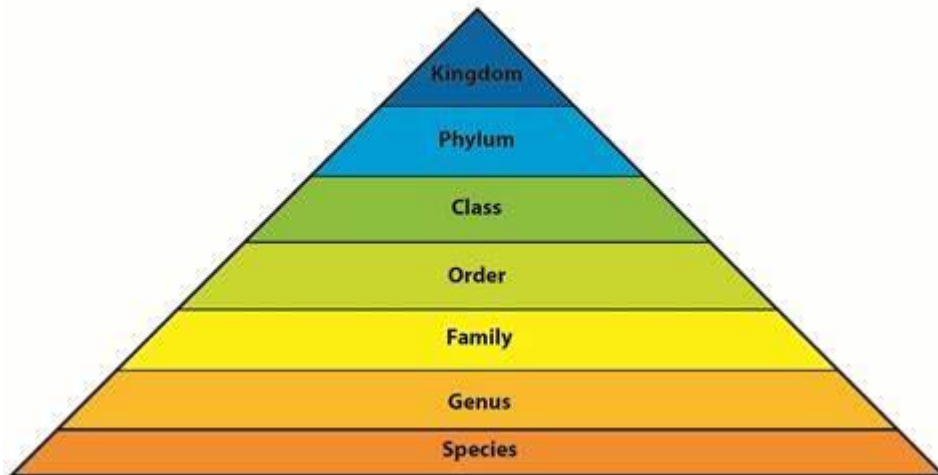 Kingdom
Phylum
Class
Order
Family
Genus
Species